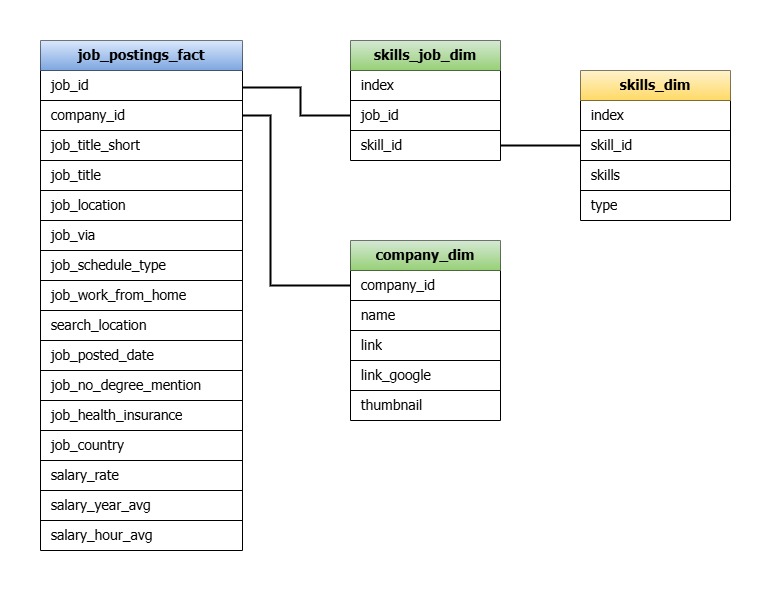 job_postings_fact
job_id
company_id
job_title_short
job_title
job_location
job_via
job_schedule_type
job_work_from_home
search_location
job_posted_date
job_no_degree_mention
job_health_insurance
job_country
salary_rate
salary_year_avg
salary_hour_avg
skills_job_dim
index
job_id
skill_id
skills_dim
index
skill_id
skills
type
company_dim
company_id
name
link
link_google
thumbnail